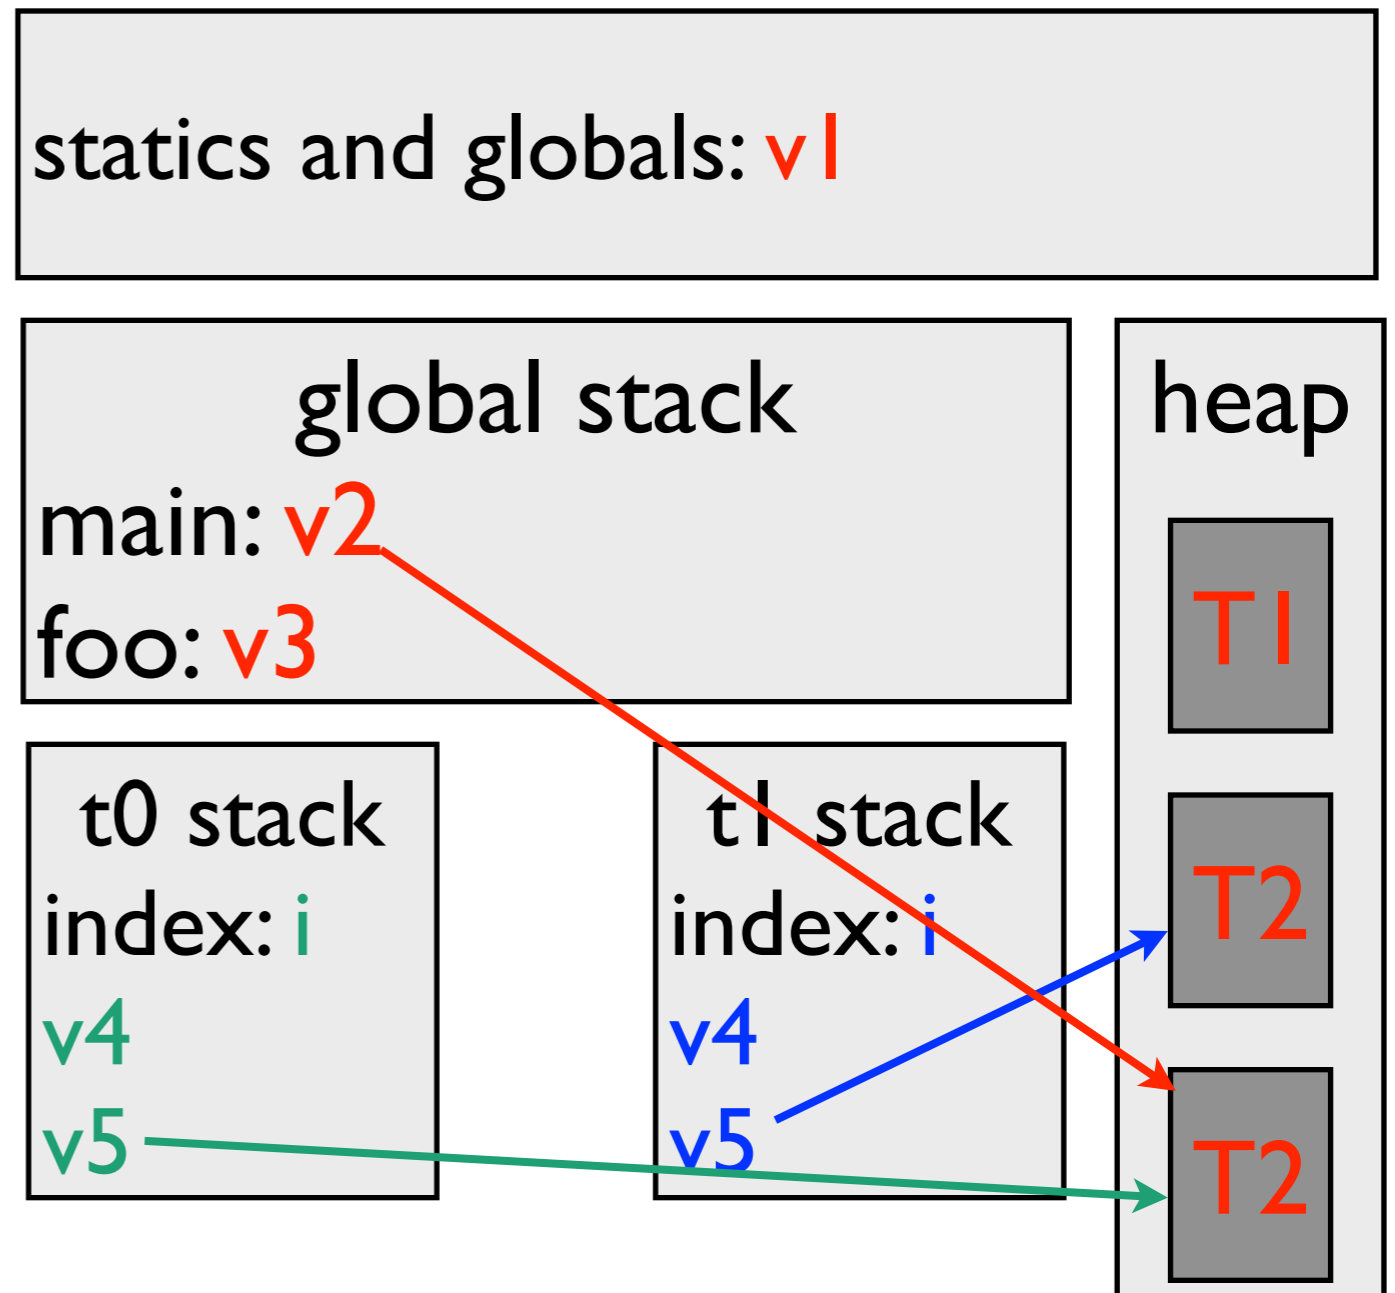 statics and globals: v1
global stack
main: v2
foo: v3
heap
T1
T2
T2
t0 stack
index: i
v4
v5
t1 stack
index: i
v4
v5